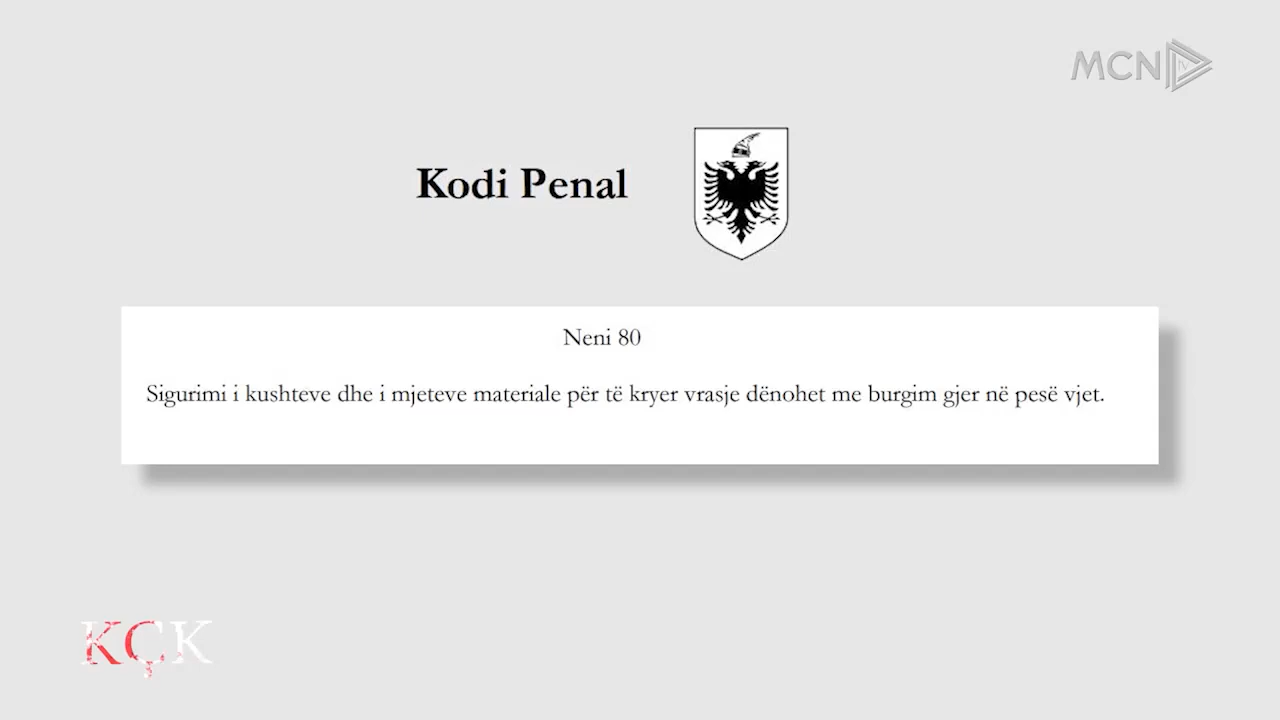 MCN TV
Kodi Penal
Neni 80
Sigurimi i kushteve dhe i mjeteve materiale për të kryer vrasje dënohet me burgim gjer në pesë vjet.
KÇK